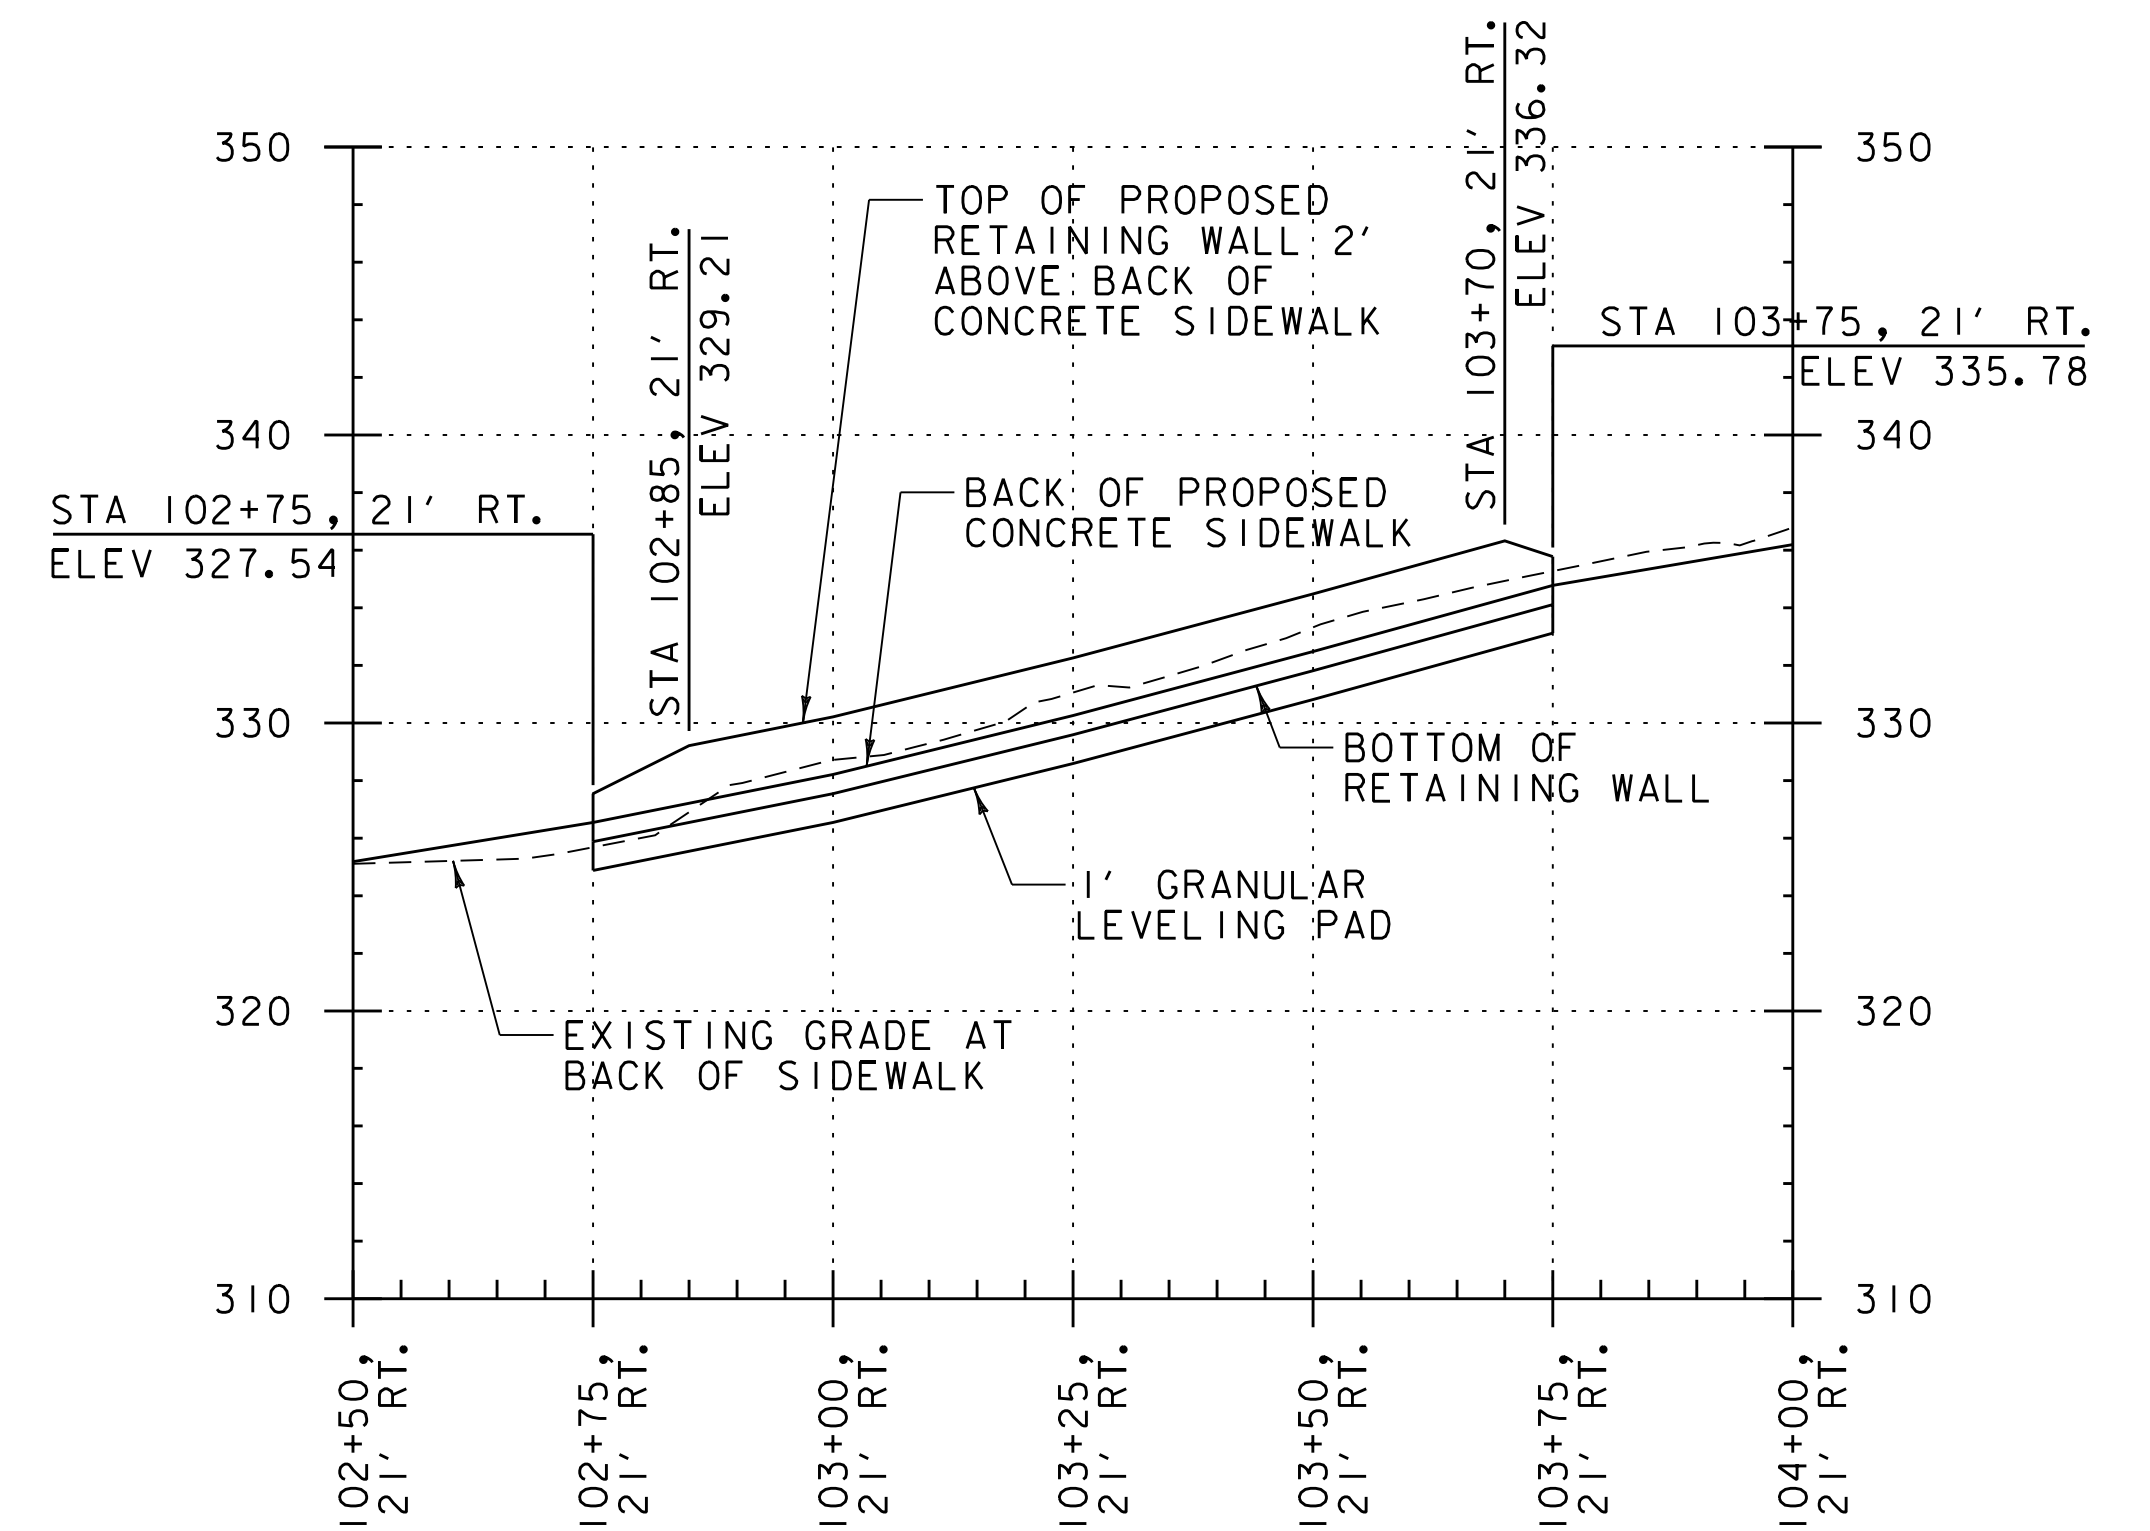 STA 103+70, 21' RT.
ELEV 336.32
350
350
TOP OF PROPOSED
RETAINING WALL 2'
ABOVE BACK OF
CONCRETE SIDEWALK
STA 102+85, 21' RT.
ELEV 329.21
STA 103+75, 21' RT.
ELEV 335.78
340
340
STA 102+75, 21' RT.
ELEV 327.54
BACK OF PROPOSED
CONCRETE SIDEWALK
330
330
BOTTOM OF
RETAINING WALL
1' GRANULAR
LEVELING PAD
320
320
EXISTING GRADE AT
BACK OF SIDEWALK
310
310
102+50,
21' RT.
102+75,
21' RT.
103+00,
21' RT.
103+25,
21' RT.
103+50,
21' RT.
103+75,
21' RT.
104+00,
21' RT.